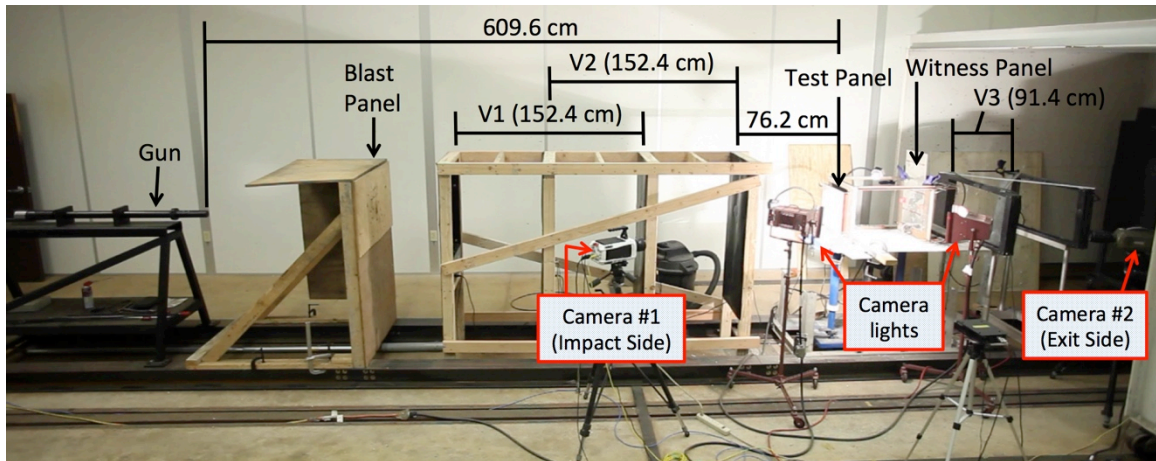 609.6 cm
V2 (152.4 cm)
Blast
Panel
Test Panel
Witness Panel
V1 (152.4 cm)
V3 (91.4 cm)
76.2 cm
Gun
Camera #1
(Impact Side)
Camera
lights
Camera #2
(Exit Side)